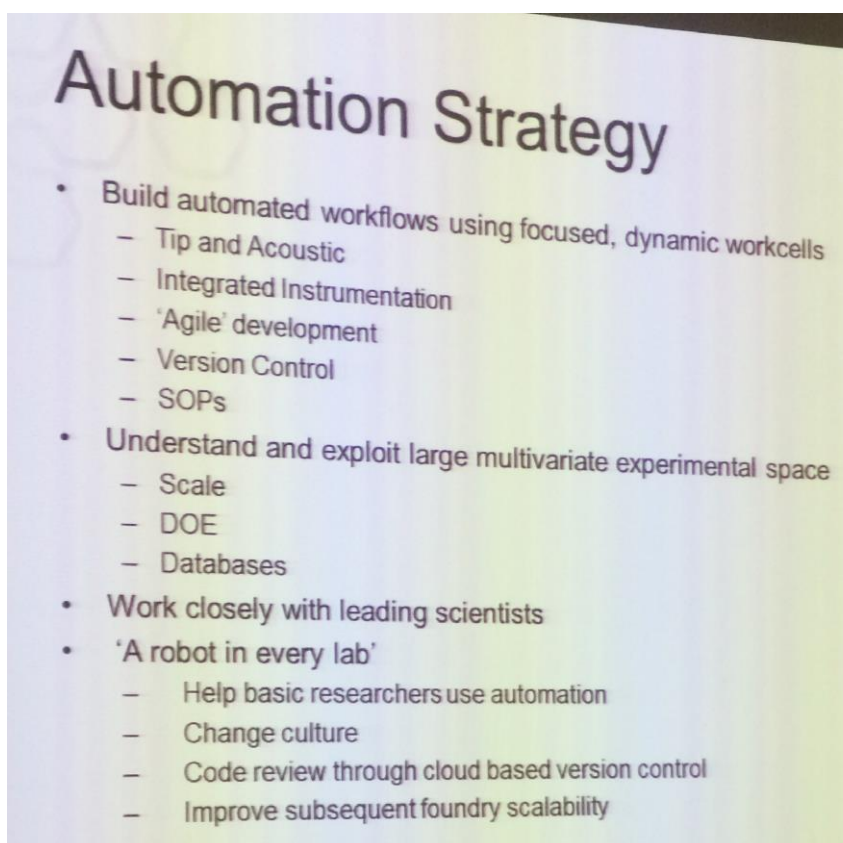 Automation Strategy
• Build automated workflows using focused, dynamic workcells
– Tip and Acoustic
– Integrated Instrumentation
– ‘Agile’ development
– Version Control
– SOPs
• Understand and exploit large multivariate experimental space
– Scale
– DOE
– Databases
• Work closely with leading scientists
• ‘A robot in every lab’
– Help basic researchers use automation
– Change culture
– Code review through cloud based version control
– Improve subsequent foundry scalability